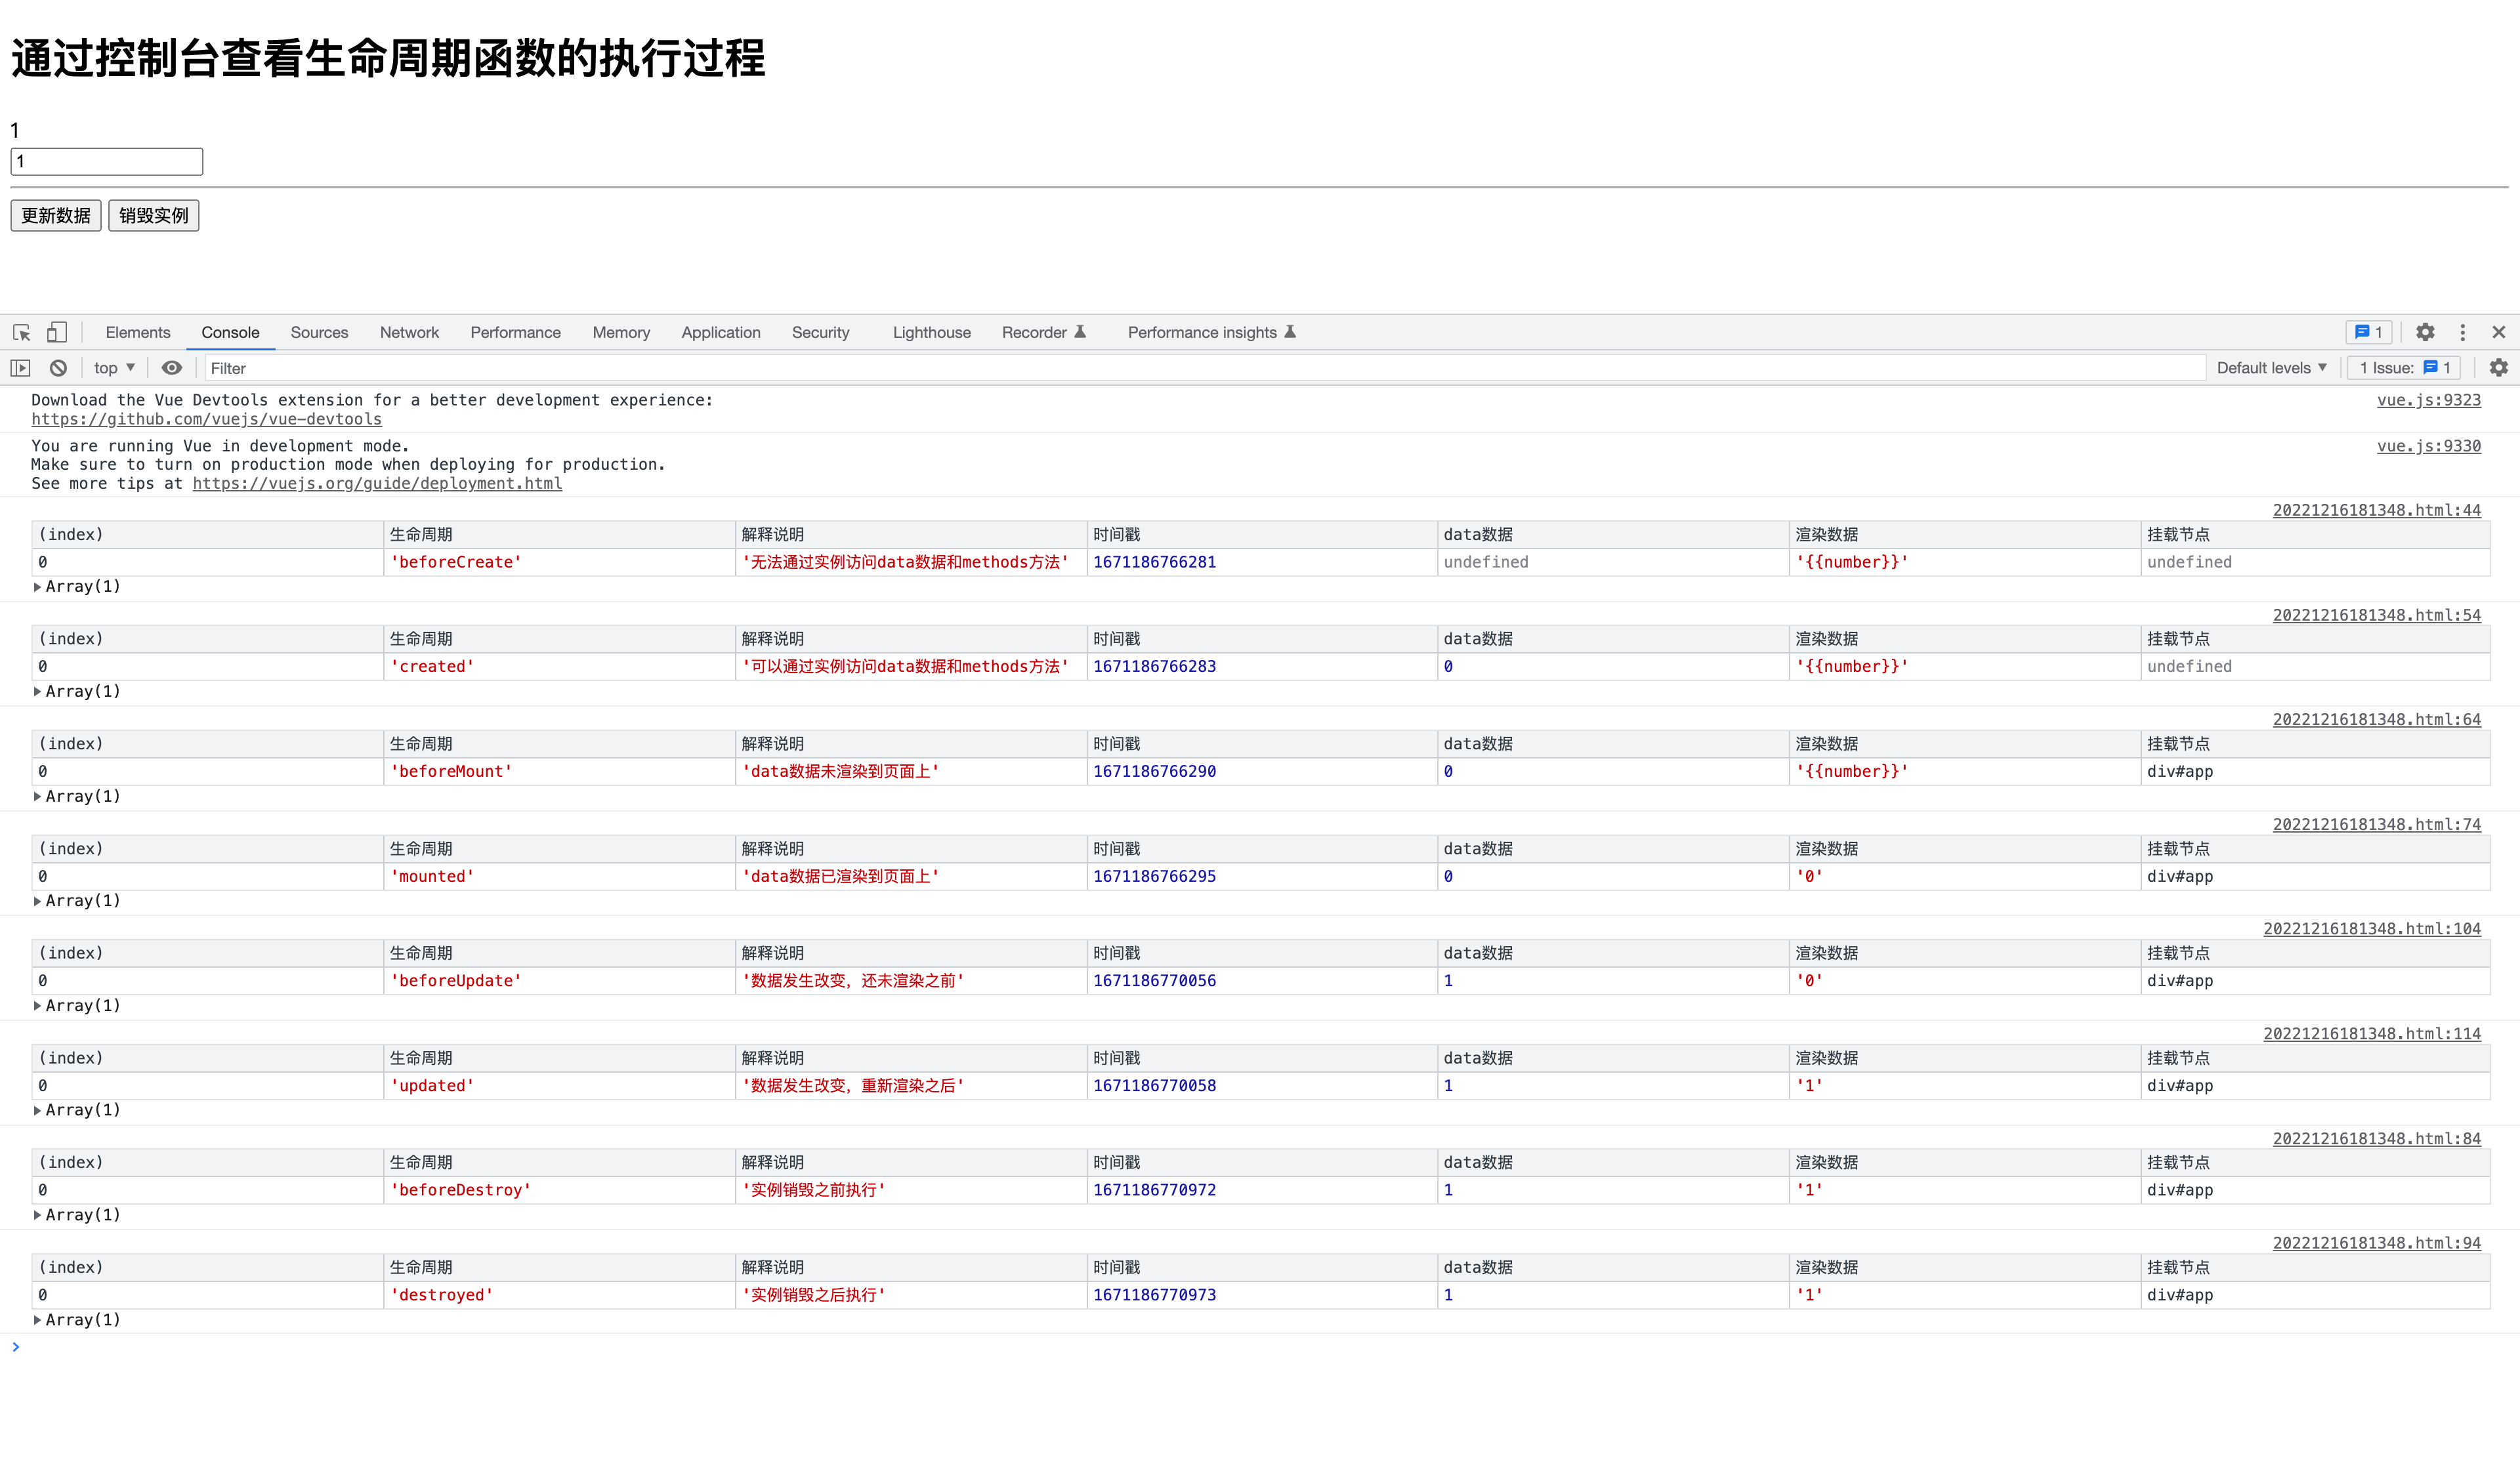 通过控制台查看生命周期函数的执行过程
1
1
更新数据 销毁实例
Elements Console Sources Network Performance Memory Application Security Lighthouse Recorder Performance insights 1
top Filter Default levels 1 Issue: 1
Download the Vue Devtools extension for a better development experience: vue.js:9323
https://github.com/vuejs/vue-devtools
You are running Vue in development mode. vue.js:9330
Make sure to turn on production mode when deploying for production.
See more tips at https://vuejs.org/guide/deployment.html
20221216181348.html:44
(index) 生命周期 解释说明 时间戳 data数据 渲染数据 挂载节点
0 'beforeCreate' '无法通过实例访问data数据和methods方法' 1671186766281 undefined '{{number}}' undefined
Array(1)
20221216181348.html:54
(index) 生命周期 解释说明 时间戳 data数据 渲染数据 挂载节点
0 'created' '可以通过实例访问data数据和methods方法' 1671186766283 0 '{{number}}' undefined
Array(1)
20221216181348.html:64
(index) 生命周期 解释说明 时间戳 data数据 渲染数据 挂载节点
0 'beforeMount' 'data数据未渲染到页面上' 1671186766290 0 '{{number}}' div#app
Array(1)
20221216181348.html:74
(index) 生命周期 解释说明 时间戳 data数据 渲染数据 挂载节点
0 'mounted' 'data数据已渲染到页面上' 1671186766295 0 '0' div#app
Array(1)
20221216181348.html:104
(index) 生命周期 解释说明 时间戳 data数据 渲染数据 挂载节点
0 'beforeUpdate' '数据发生改变，还未渲染之前' 1671186770056 1 '0' div#app
Array(1)
20221216181348.html:114
(index) 生命周期 解释说明 时间戳 data数据 渲染数据 挂载节点
0 'updated' '数据发生改变，重新渲染之后' 1671186770058 1 '1' div#app
Array(1)
20221216181348.html:84
(index) 生命周期 解释说明 时间戳 data数据 渲染数据 挂载节点
0 'beforeDestroy' '实例销毁之前执行' 1671186770972 1 '1' div#app
Array(1)
20221216181348.html:94
(index) 生命周期 解释说明 时间戳 data数据 渲染数据 挂载节点
0 'destroyed' '实例销毁之后执行' 1671186770973 1 '1' div#app
Array(1)